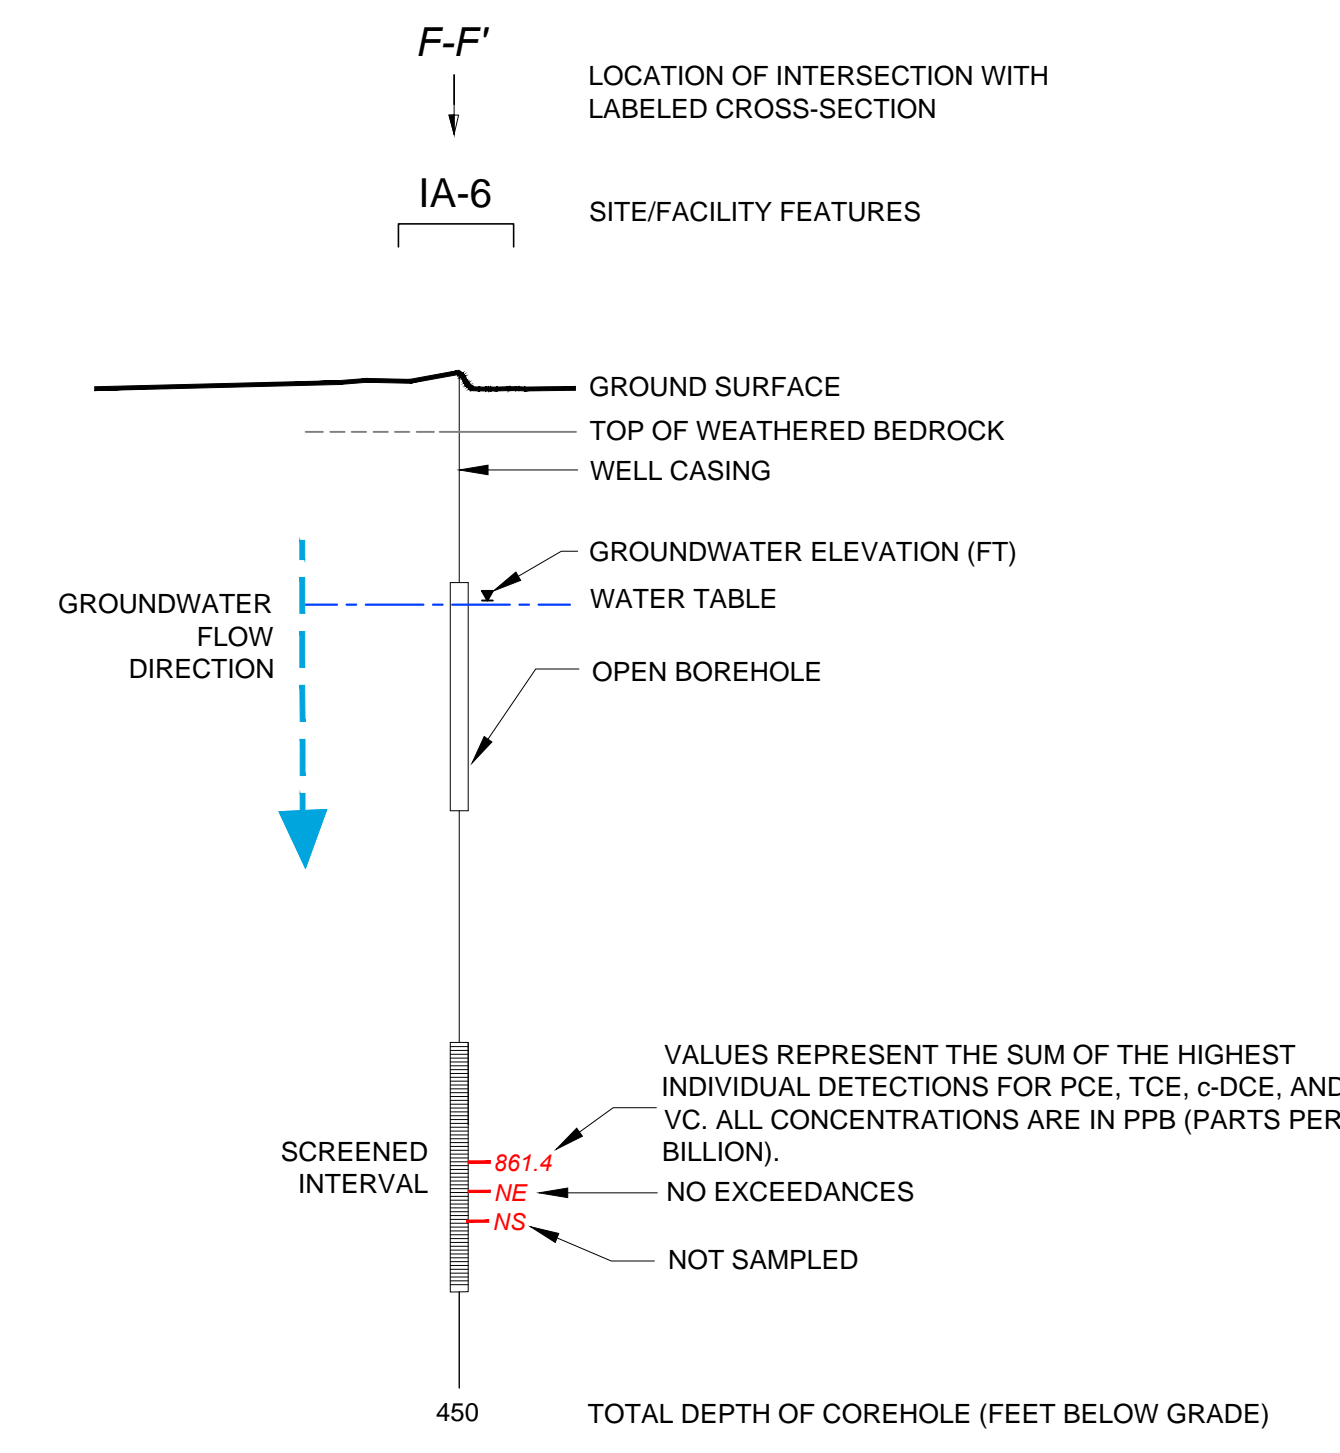 F-F'
LOCATION OF INTERSECTION WITH
LABELED CROSS-SECTION
IA-6
SITE/FACILITY FEATURES
GROUND SURFACE
TOP OF WEATHERED BEDROCK
WELL CASING
GROUNDWATER ELEVATION (FT)
WATER TABLE
GROUNDWATER
FLOW
DIRECTION
OPEN BOREHOLE
VALUES REPRESENT THE SUM OF THE HIGHEST
INDIVIDUAL DETECTIONS FOR PCE, TCE, c-DCE, AND
VC. ALL CONCENTRATIONS ARE IN PPB (PARTS PER
BILLION).
SCREENED
INTERVAL
861.4
NE
NO EXCEEDANCES
NS
NOT SAMPLED
450
TOTAL DEPTH OF COREHOLE (FEET BELOW GRADE)